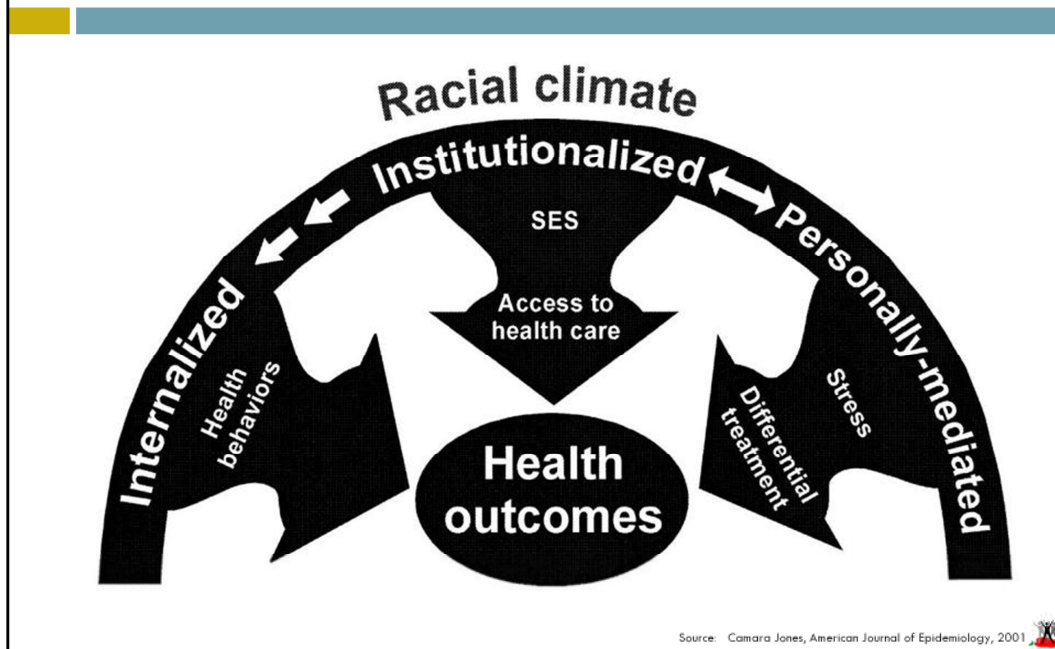 Racial climate
Institutionalized
Personally-mediated
Internalized
SES
Access to
health care
Health
behaviors
Stress
Differential
treatment
Health
outcomes
Source: Camara Jones, American Journal of Epidemiology, 2001